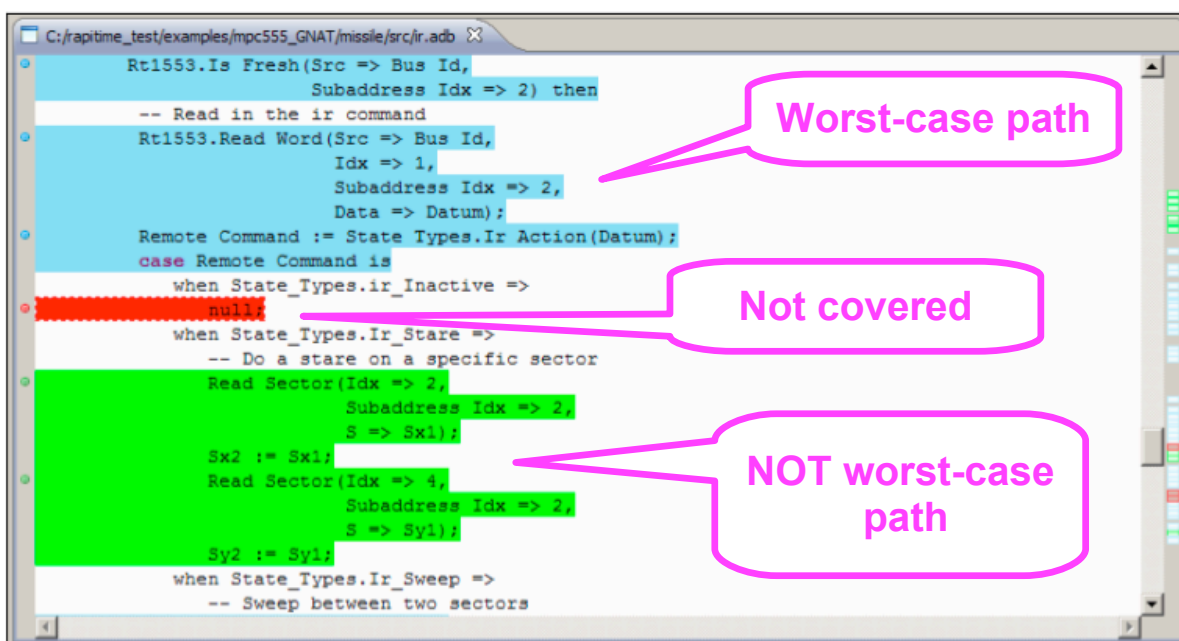 C:/rapitime_test/examples/mpc555_GNAT/missile/src/ir.adb
Rt1553.Is Fresh(Src => Bus Id,
Subaddress Idx => 2) then
-- Read in the ir command
Rt1553.Read Word(Src => Bus Id,
Idx => 1,
Subaddress Idx => 2,
Data => Datum);
Remote Command := State Types.Ir Action(Datum);
case Remote Command is
when State_Types.ir_Inactive =>
null;
when State_Types.Ir_Stare =>
-- Do a stare on a specific sector
Read Sector(Idx => 2,
Subaddress Idx => 2,
S => Sx1);
Sx2 := Sx1;
Read Sector(Idx => 4,
Subaddress Idx => 2,
S => Sy1);
Sy2 := Sy1;
when State_Types.Ir_Sweep =>
-- Sweep between two sectors
Worst-case path
Not covered
NOT worst-case
path